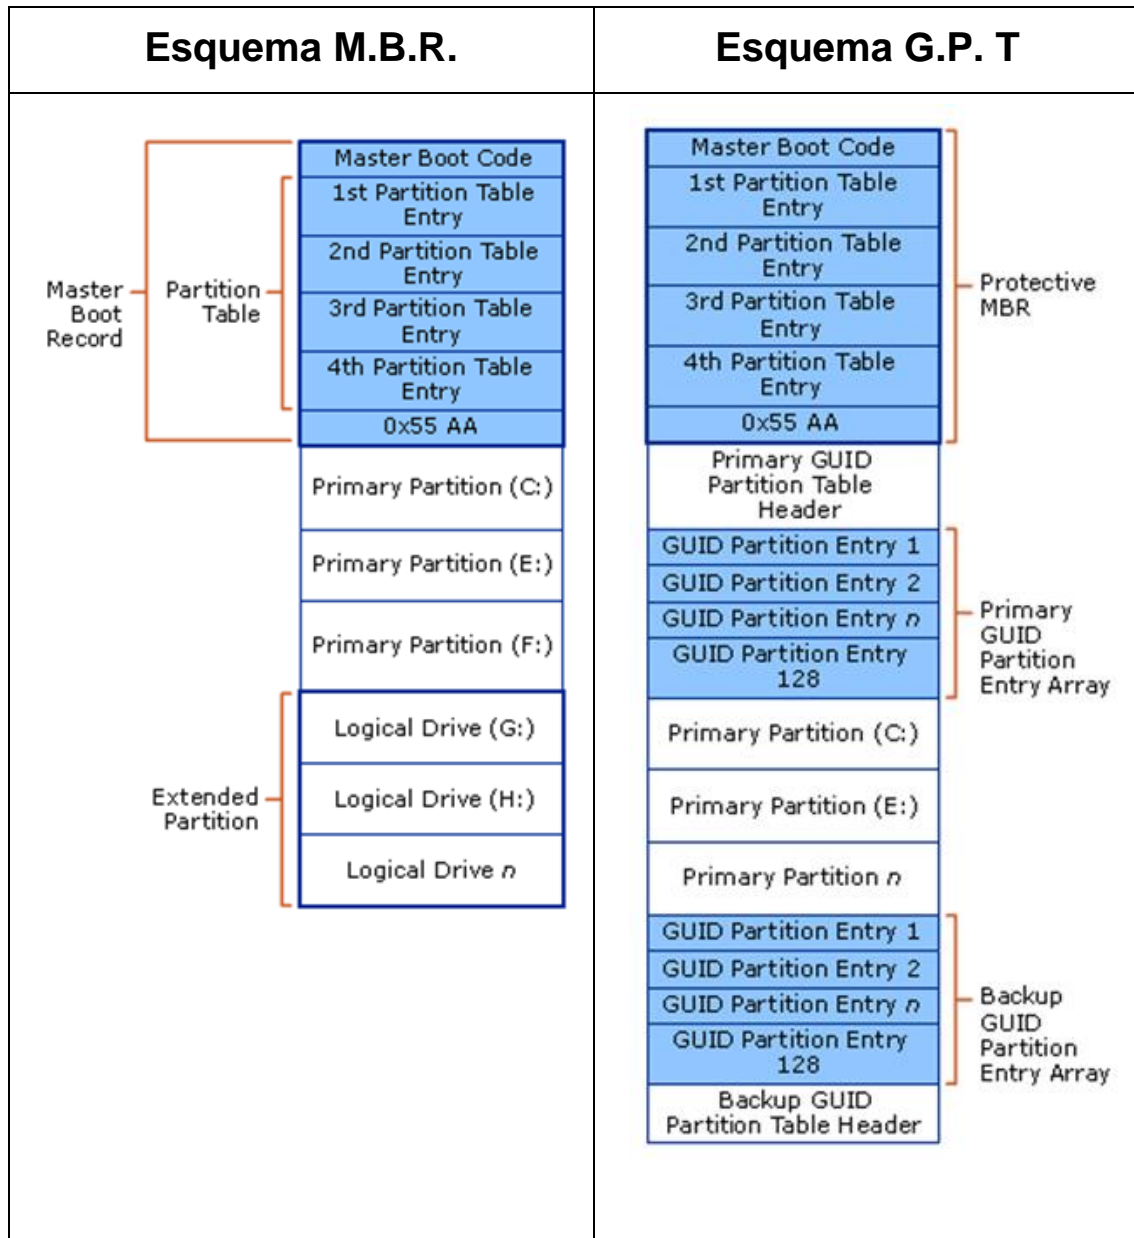 Esquema M.B.R.
Master Boot Code
1st Partition Table
Entry
2nd Partition Table
Entry
3rd Partition Table
Entry
4th Partition Table
Entry
0x55 AA
Master
Boot
Record
Partition
Table
Primary Partition (C:)
Primary Partition (E:)
Primary Partition (F:)
Logical Drive (G:)
Logical Drive (H:)
Logical Drive n
Extended
Partition
Esquema G.P. T
Master Boot Code
1st Partition Table
Entry
2nd Partition Table
Entry
3rd Partition Table
Entry
4th Partition Table
Entry
0x55 AA
Protective
MBR
Primary GUID
Partition Table
Header
GUID Partition Entry 1
GUID Partition Entry 2
GUID Partition Entry n
GUID Partition Entry
128
Primary
GUID
Partition
Entry Array
Primary Partition (C:)
Primary Partition (E:)
Primary Partition n
GUID Partition Entry 1
GUID Partition Entry 2
GUID Partition Entry n
GUID Partition Entry
128
Backup
GUID
Partition
Entry Array
Backup GUID
Partition Table Header